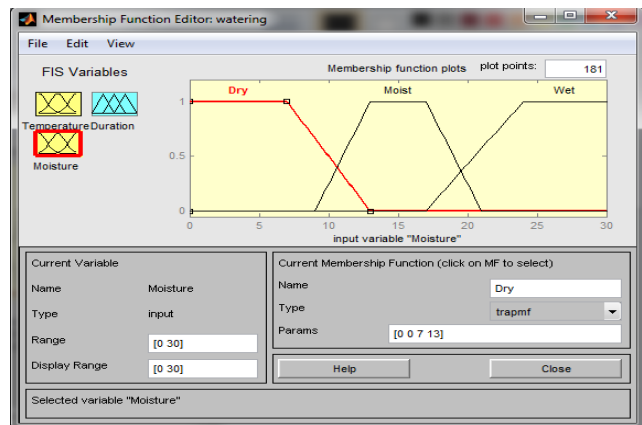 Membership Function Editor: watering
File Edit View
FIS Variables
Membership function plots plot points: 181
Temperature Duration
Moisture
Dry Moist Wet
1
0.5
0
0 5 10 15 20 25 30
input variable "Moisture"
Current Variable
Name Moisture
Type input
Range [0 30]
Display Range [0 30]
Current Membership Function (click on MF to select)
Name Dry
Type trapmf
Params [0 0 7 13]
Help Close
Selected variable "Moisture"